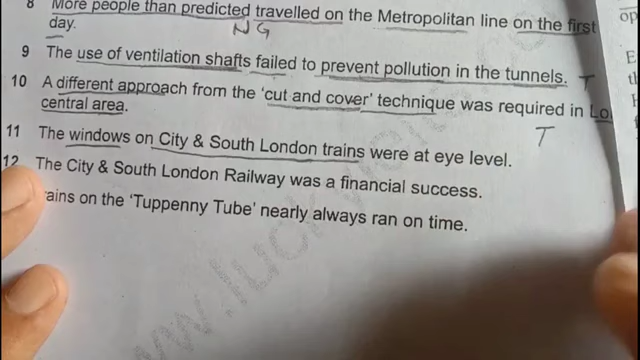 8 More people than predicted travelled on the Metropolitan line on the first
day.
NG
9 The use of ventilation shafts failed to prevent pollution in the tunnels. T
10 A different approach from the 'cut and cover' technique was required in
central area.
T
11 The windows on City & South London trains were at eye level.
12 The City & South London Railway was a financial success.
on the 'Tuppenny Tube' nearly always ran on time.
op